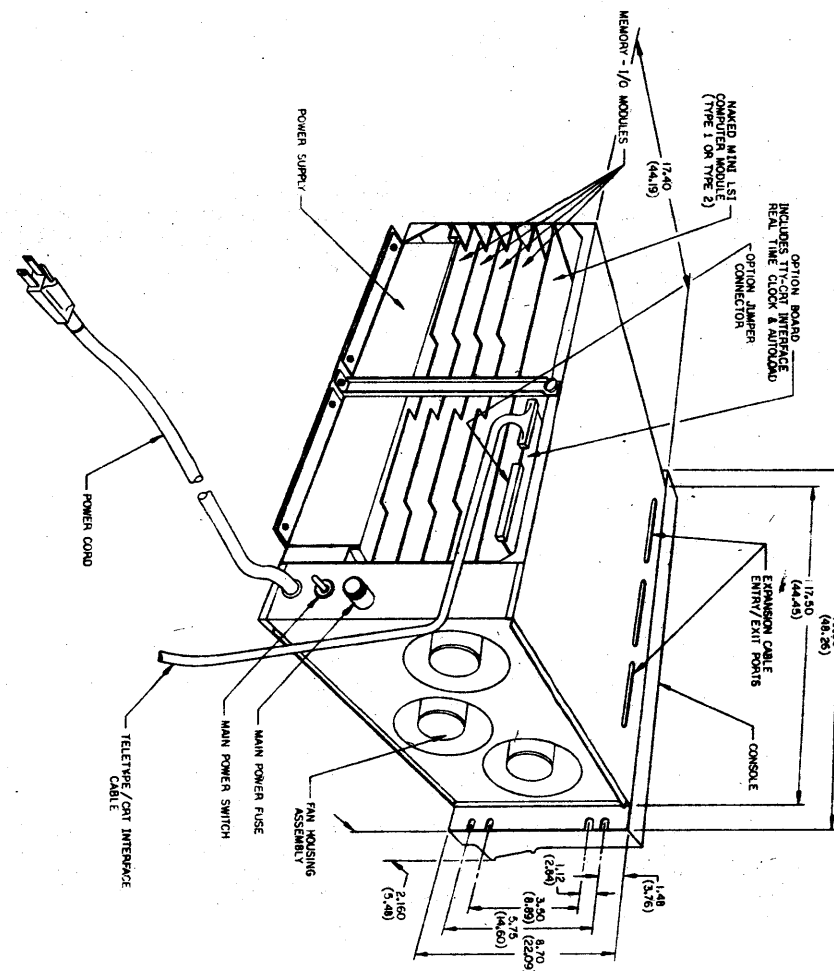 MEMORY - I/O MODULES
17.40
(44.19)
NAKED MINI LSI
COMPUTER MODULE
(TYPE 1 OR TYPE 2)
OPTION BOARD
INCLUDES TTY-CRT INTERFACE
REAL TIME CLOCK & AUTOLOAD
OPTION JUMPER
CONNECTOR
POWER SUPPLY
POWER CORD
(48.26)
17.50
(44.45)
EXPANSION CABLE
ENTRY/EXIT PORTS
CONSOLE
TELETYPE/CRT INTERFACE
CABLE
MAIN POWER SWITCH
MAIN POWER FUSE
FAN HOUSING
ASSEMBLY
2.160
(5.48)
1.12
(2.84)
1.48
(3.76)
3.50
(8.89)
5.75
(14.60)
8.70
(22.09)